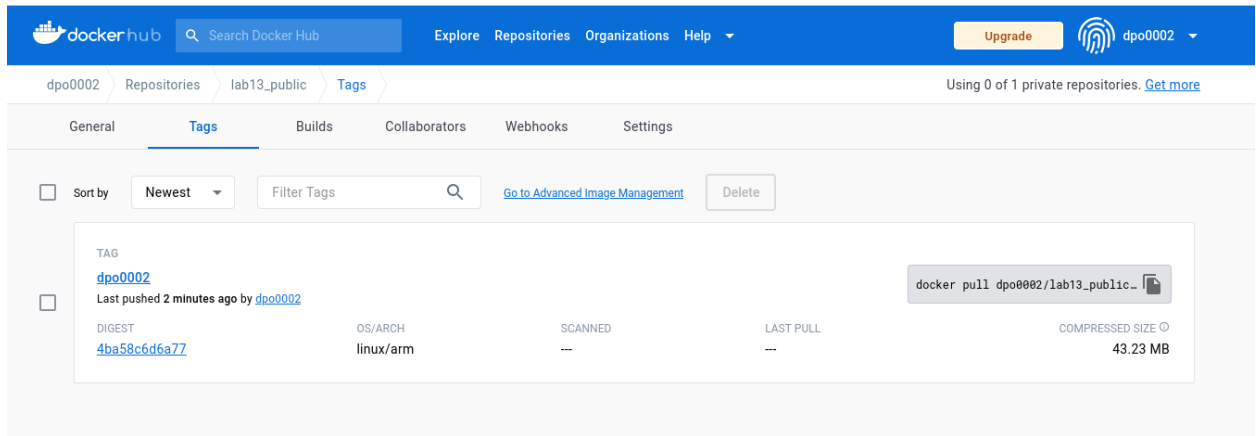 dockerhub Search Docker Hub Explore Repositories Organizations Help Upgrade dpo0002
dpo0002 Repositories lab13_public Tags Using 0 of 1 private repositories. Get more
General Tags Builds Collaborators Webhooks Settings
Sort by Newest Filter Tags Go to Advanced Image Management Delete
TAG
dpo0002
Last pushed 2 minutes ago by dpo0002
docker pull dpo0002/lab13_public…
DIGEST OS/ARCH SCANNED LAST PULL COMPRESSED SIZE
4ba58c6d6a77 linux/arm --- --- 43.23 MB